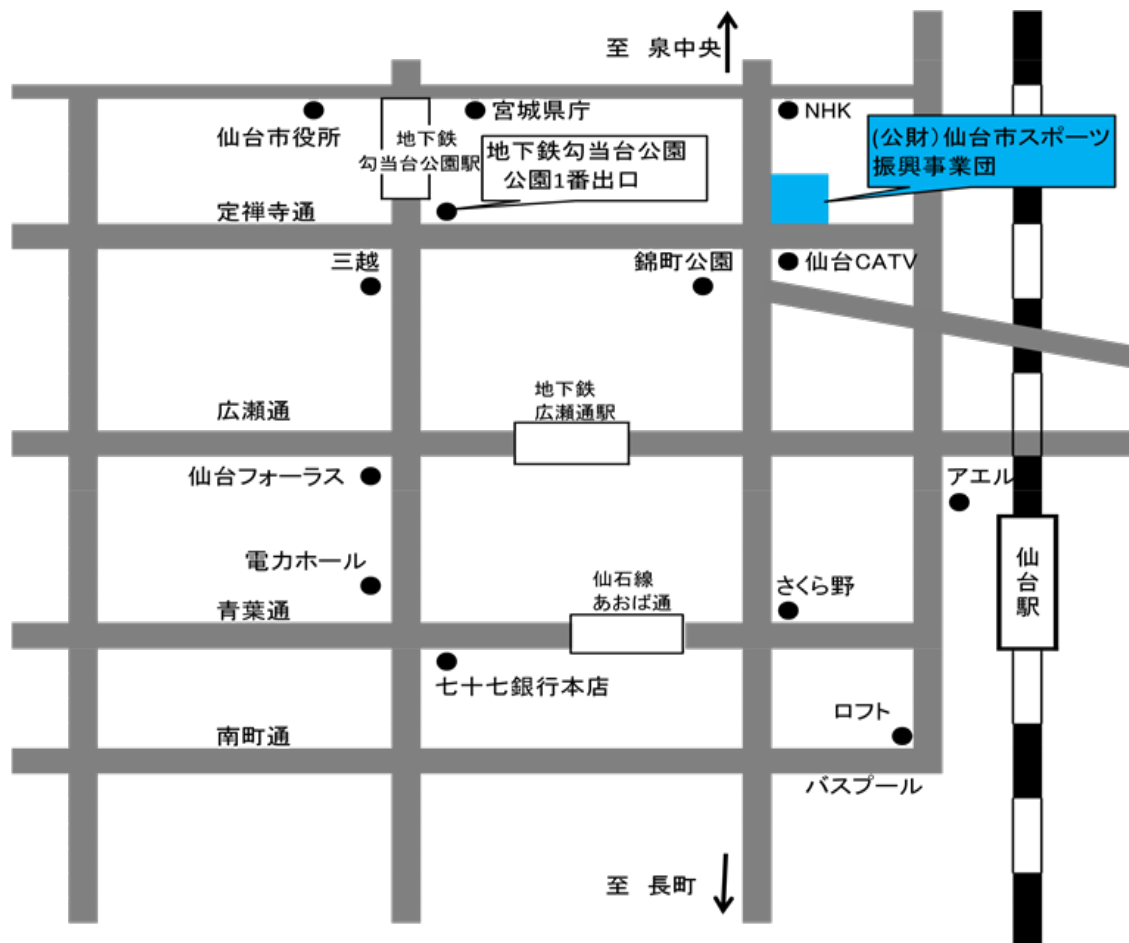 至 泉中央
仙台市役所
地下鉄
勾当台公園駅
宮城県庁
地下鉄勾当台公園
公園1番出口
NHK
(公財)仙台市スポーツ
振興事業団
定禅寺通
三越
錦町公園
仙台CATV
地下鉄
広瀬通駅
広瀬通
仙台フォーラス
アエル
電力ホール
仙石線
あおば通
さくら野
仙台駅
青葉通
七十七銀行本店
ロフト
南町通
バスプール
至 長町